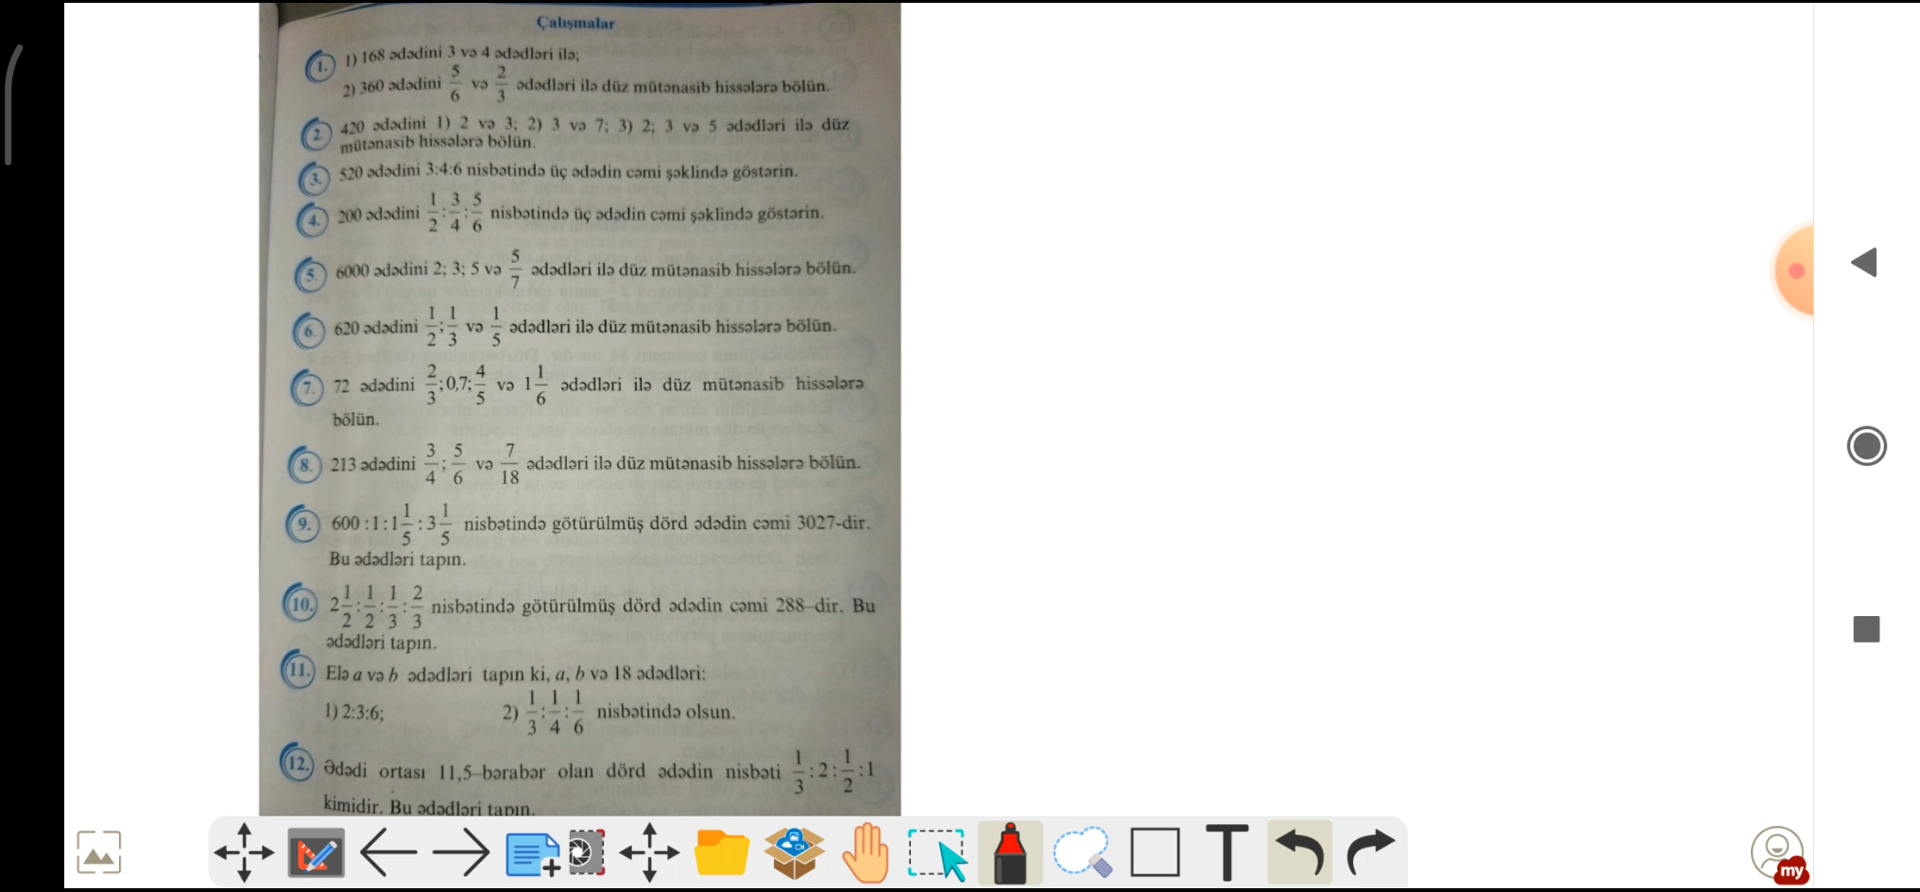 Çalışmalar
1. 1) 168 ədədini 3 və 4 ədədləri ilə;
2) 360 ədədini 5/6 və 2/3 ədədləri ilə düz mütənasib hissələrə bölün.
2. 420 ədədini 1) 2 və 3; 2) 3 və 7; 3) 2; 3 və 5 ədədləri ilə düz
mütənasib hissələrə bölün.
3. 520 ədədini 3:4:6 nisbətində üç ədədin cəmi şəklində göstərin.
4. 200 ədədini 1/2 : 3/4 : 5/6 nisbətində üç ədədin cəmi şəklində göstərin.
5. 6000 ədədini 2; 3; 5 və 5/7 ədədləri ilə düz mütənasib hissələrə bölün.
6. 620 ədədini 1/2 ; 1/3 və 1/5 ədədləri ilə düz mütənasib hissələrə bölün.
7. 72 ədədini 2/3 ; 0,7; 4/5 və 1 1/6 ədədləri ilə düz mütənasib hissələrə
bölün.
8. 213 ədədini 3/4 ; 5/6 və 7/18 ədədləri ilə düz mütənasib hissələrə bölün.
9. 600 : 1 : 1 1/5 : 3 1/5 nisbətində götürülmüş dörd ədədin cəmi 3027-dir.
Bu ədədləri tapın.
10. 2 1/2 : 1/2 : 1/3 : 2/3 nisbətində götürülmüş dörd ədədin cəmi 288-dir. Bu
ədədləri tapın.
11. Elə a və b ədədləri tapın ki, a, b və 18 ədədləri:
1) 2:3:6; 2) 1/3 : 1/4 : 1/6 nisbətində olsun.
12. Ədədi ortası 11,5-bərabər olan dörd ədədin nisbəti 1/3 : 2 : 1/2 : 1
kimidir. Bu ədədləri tapın.
T
my